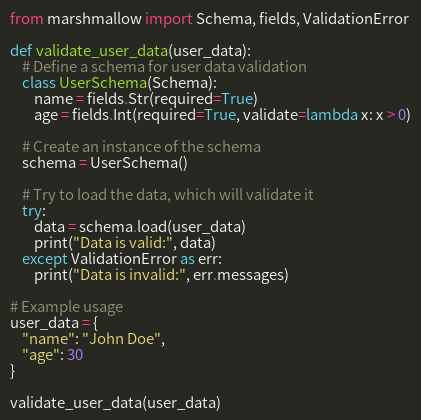 from marshmallow import Schema, fields, ValidationError

def validate_user_data(user_data):
    # Define a schema for user data validation
    class UserSchema(Schema):
        name = fields.Str(required=True)
        age = fields.Int(required=True, validate=lambda x: x > 0)

    # Create an instance of the schema
    schema = UserSchema()

    # Try to load the data, which will validate it
    try:
        data = schema.load(user_data)
        print("Data is valid:", data)
    except ValidationError as err:
        print("Data is invalid:", err.messages)

# Example usage
user_data = {
    "name": "John Doe",
    "age": 30
}

validate_user_data(user_data)